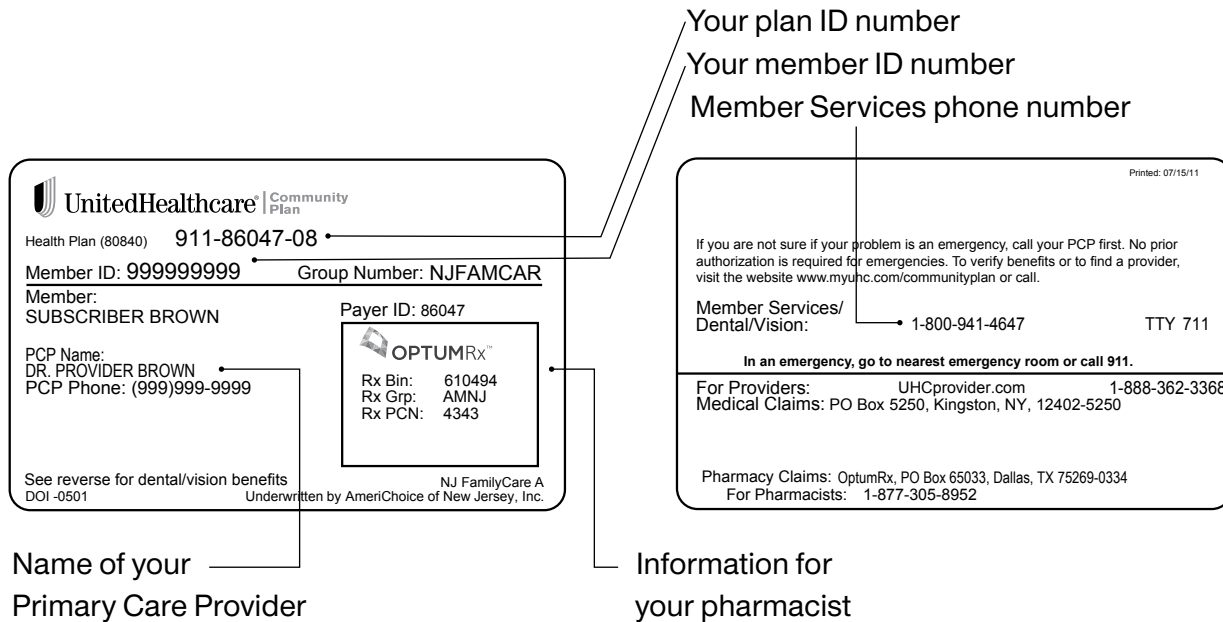 Your plan ID number
Your member ID number
Member Services phone number
UnitedHealthcare® Community
Plan
Health Plan (80840) 911-86047-08
Member ID: 999999999 Group Number: NJFAMCAR
Member:
SUBSCRIBER BROWN
Payer ID: 86047
PCP Name:
DR. PROVIDER BROWN
PCP Phone: (999)999-9999
OPTUMRx™
Rx Bin: 610494
Rx Grp: AMNJ
Rx PCN: 4343
See reverse for dental/vision benefits
NJ FamilyCare A
DOI -0501 Underwritten by AmeriChoice of New Jersey, Inc.
Printed: 07/15/11
If you are not sure if your problem is an emergency, call your PCP first. No prior
authorization is required for emergencies. To verify benefits or to find a provider,
visit the website www.myuhc.com/communityplan or call.
Member Services/
Dental/Vision: 1-800-941-4647 TTY 711
In an emergency, go to nearest emergency room or call 911.
For Providers: UHCprovider.com 1-888-362-3368
Medical Claims: PO Box 5250, Kingston, NY, 12402-5250
Pharmacy Claims: OptumRx, PO Box 65033, Dallas, TX 75269-0334
For Pharmacists: 1-877-305-8952
Name of your
Primary Care Provider
Information for
your pharmacist